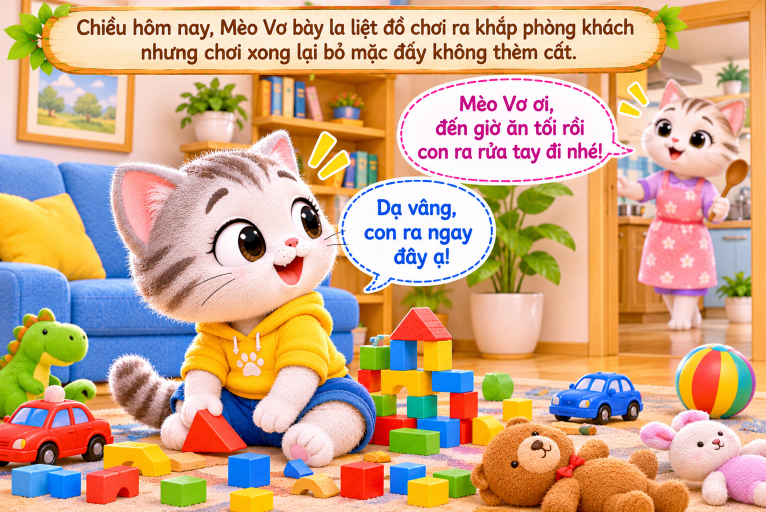 Chiều hôm nay, Mèo Vơ bày la liệt đồ chơi ra khắp phòng khách
nhưng chơi xong lại bỏ mặc đấy không thèm cất.
Mèo Vơ ơi,
đến giờ ăn tối rồi
con ra rửa tay đi nhé!
Dạ vâng,
con ra ngay
đây ạ!